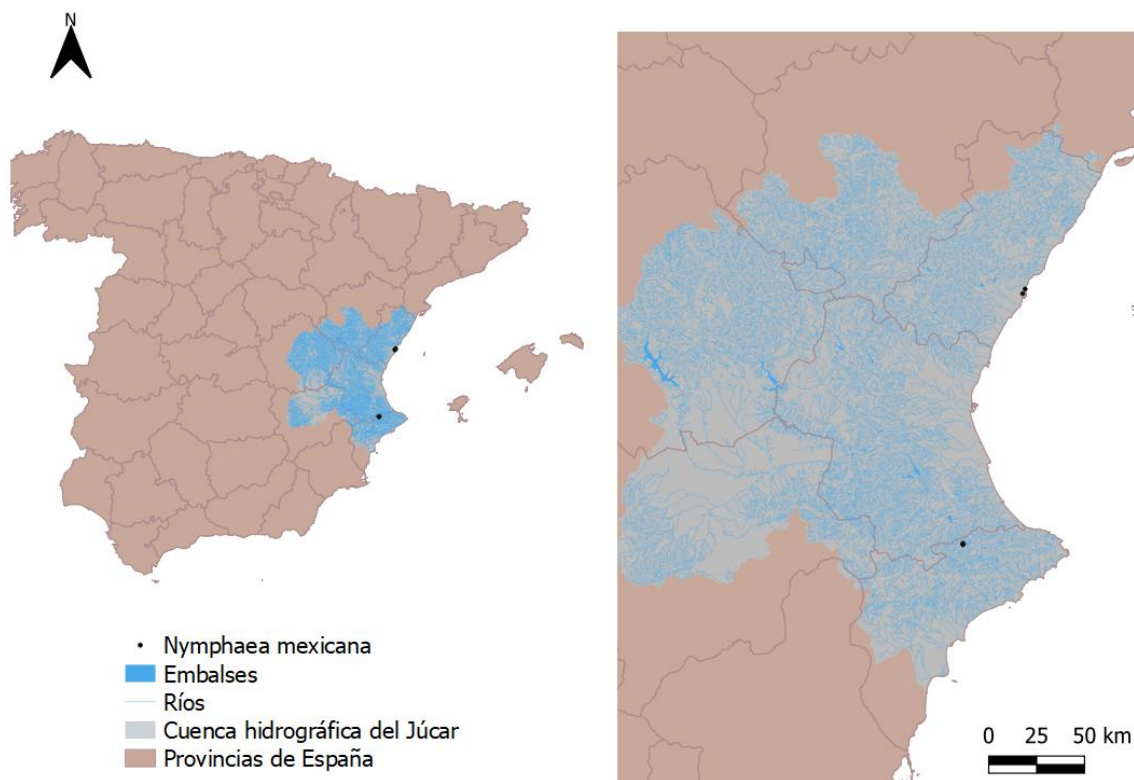 N
Nymphaea mexicana
Embalses
Ríos
Cuenca hidrográfica del Júcar
Provincias de España
0 25 50 km